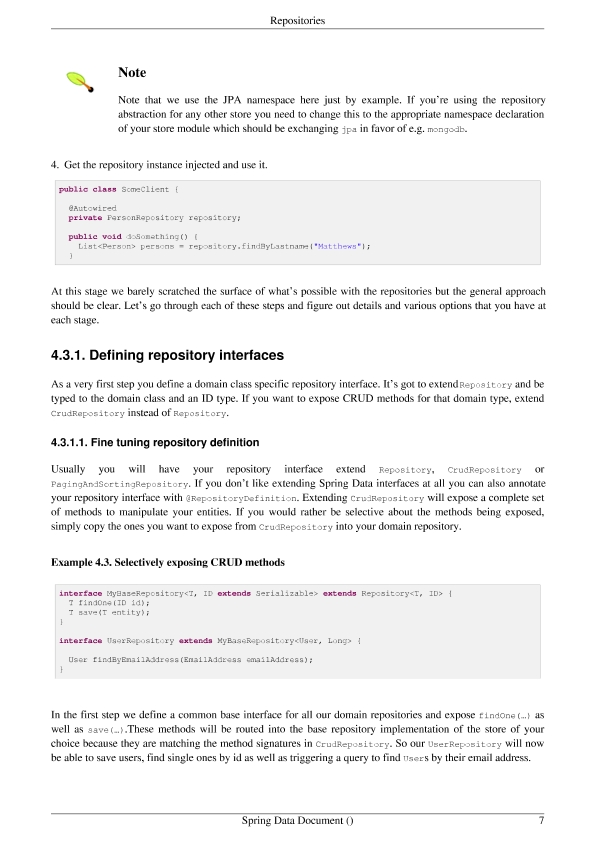 Repositories
Note
Note that we use the JPA namespace here just by example. If you're using the repository
abstraction for any other store you need to change this to the appropriate namespace declaration
of your store module which should be exchanging jpa in favor of e.g. mongodb.
4. Get the repository instance injected and use it.
public class SomeClient {
@Autowired
private PersonRepository repository;
public void doSomething() {
List<Person> persons = repository.findByLastname("Matthews");
}
At this stage we barely scratched the surface of what's possible with the repositories but the general approach
should be clear. Let's go through each of these steps and figure out details and various options that you have at
each stage.
4.3.1. Defining repository interfaces
As a very first step you define a domain class specific repository interface. It's got to extend Repository and be
typed to the domain class and an ID type. If you want to expose CRUD methods for that domain type, extend
CrudRepository instead of Repository.
4.3.1.1. Fine tuning repository definition
Usually you will have your repository interface extend Repository, CrudRepository or
PagingAndSortingRepository. If you don't like extending Spring Data interfaces at all you can also annotate
your repository interface with @RepositoryDefinition. Extending CrudRepository will expose a complete set
of methods to manipulate your entities. If you would rather be selective about the methods being exposed,
simply copy the ones you want to expose from CrudRepository into your domain repository.
Example 4.3. Selectively exposing CRUD methods
interface MyBaseRepository<T, ID extends Serializable> extends Repository<T, ID> {
T findOne(ID id);
T save(T entity);
}
interface UserRepository extends MyBaseRepository<User, Long> {
User findByEmailAddress(EmailAddress emailAddress);
}
In the first step we define a common base interface for all our domain repositories and expose findOne(…) as
well as save(…).These methods will be routed into the base repository implementation of the store of your
choice because they are matching the method signatures in CrudRepository. So our UserRepository will now
be able to save users, find single ones by id as well as triggering a query to find Users by their email address.
Spring Data Document ()
7